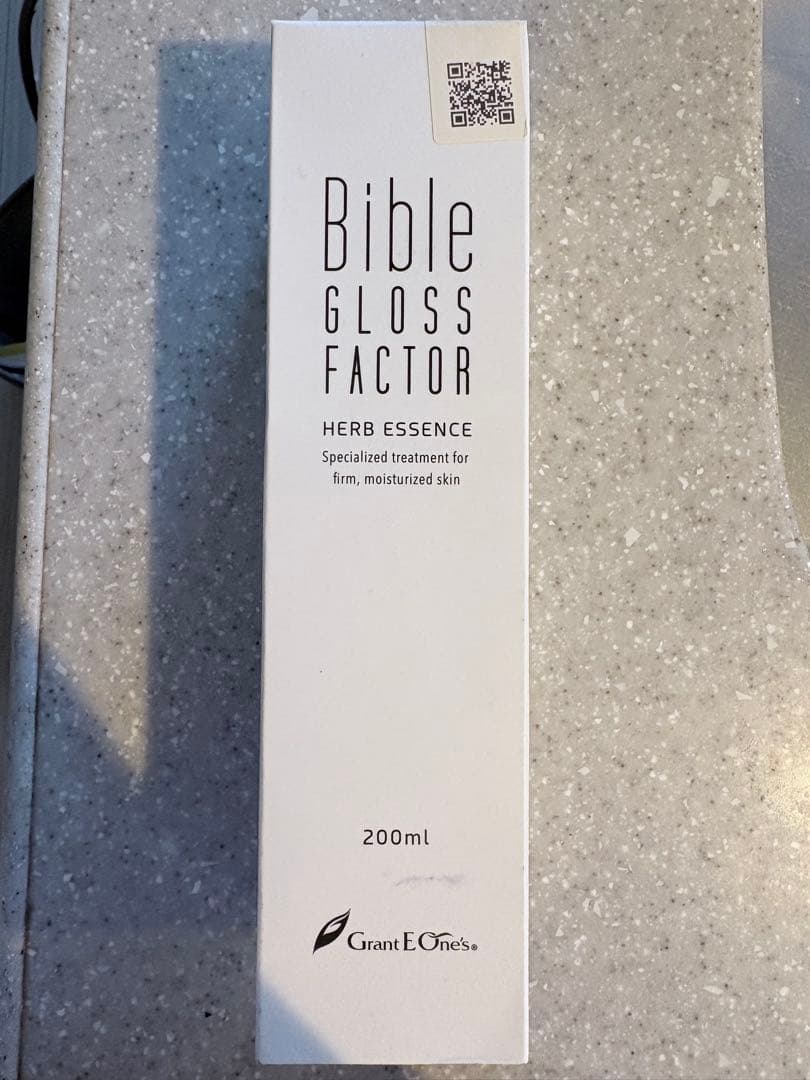 Bible
GLOSS
FACTOR
HERB ESSENCE
Specialized treatment for
firm, moisturized skin
200ml
Grant E One's®